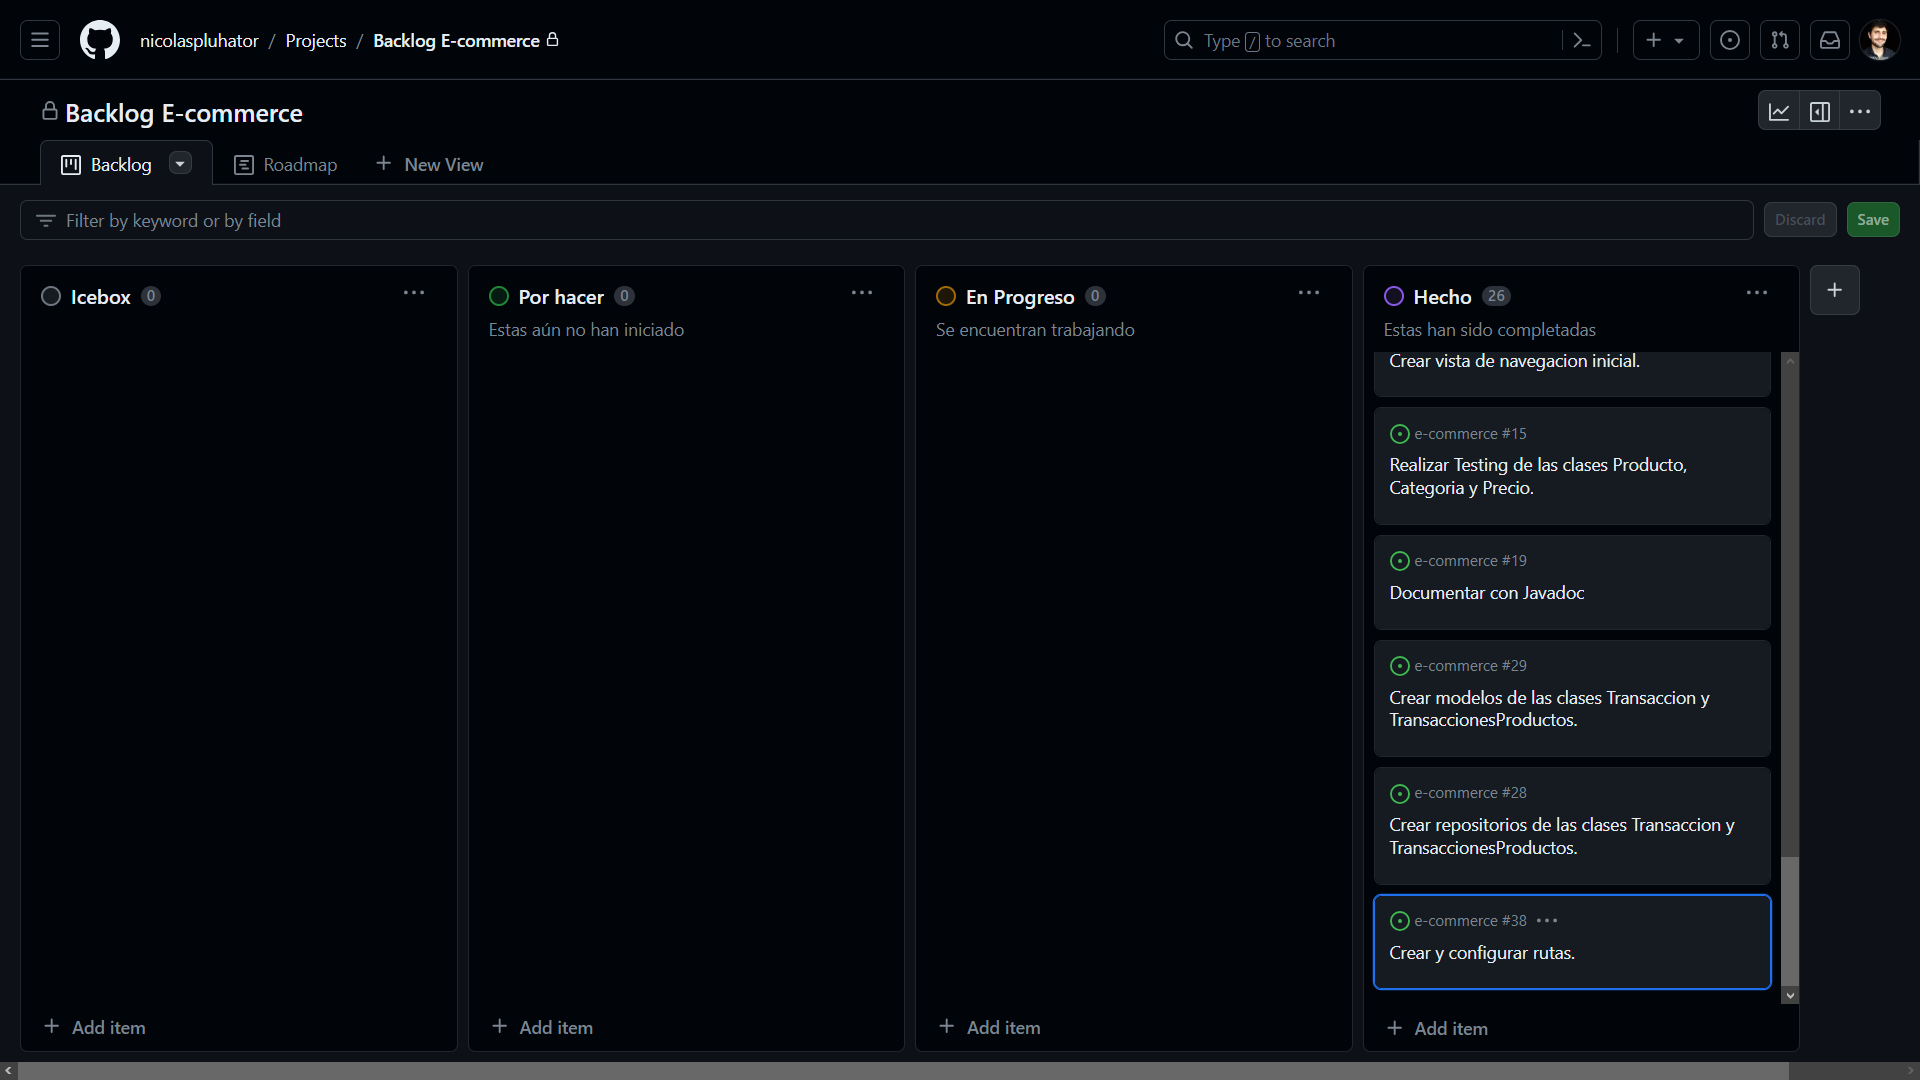 nicolaspluhator / Projects / Backlog E-commerce
Type / to search
Backlog E-commerce
Backlog
Roadmap
New View
Filter by keyword or by field
Discard
Save
Icebox 0
Add item
Por hacer 0
Estas aún no han iniciado
Add item
En Progreso 0
Se encuentran trabajando
Add item
Hecho 26
Estas han sido completadas
Crear vista de navegacion inicial.
e-commerce #15
Realizar Testing de las clases Producto,
Categoria y Precio.
e-commerce #19
Documentar con Javadoc
e-commerce #29
Crear modelos de las clases Transaccion y
TransaccionesProductos.
e-commerce #28
Crear repositorios de las clases Transaccion y
TransaccionesProductos.
e-commerce #38
Crear y configurar rutas.
Add item